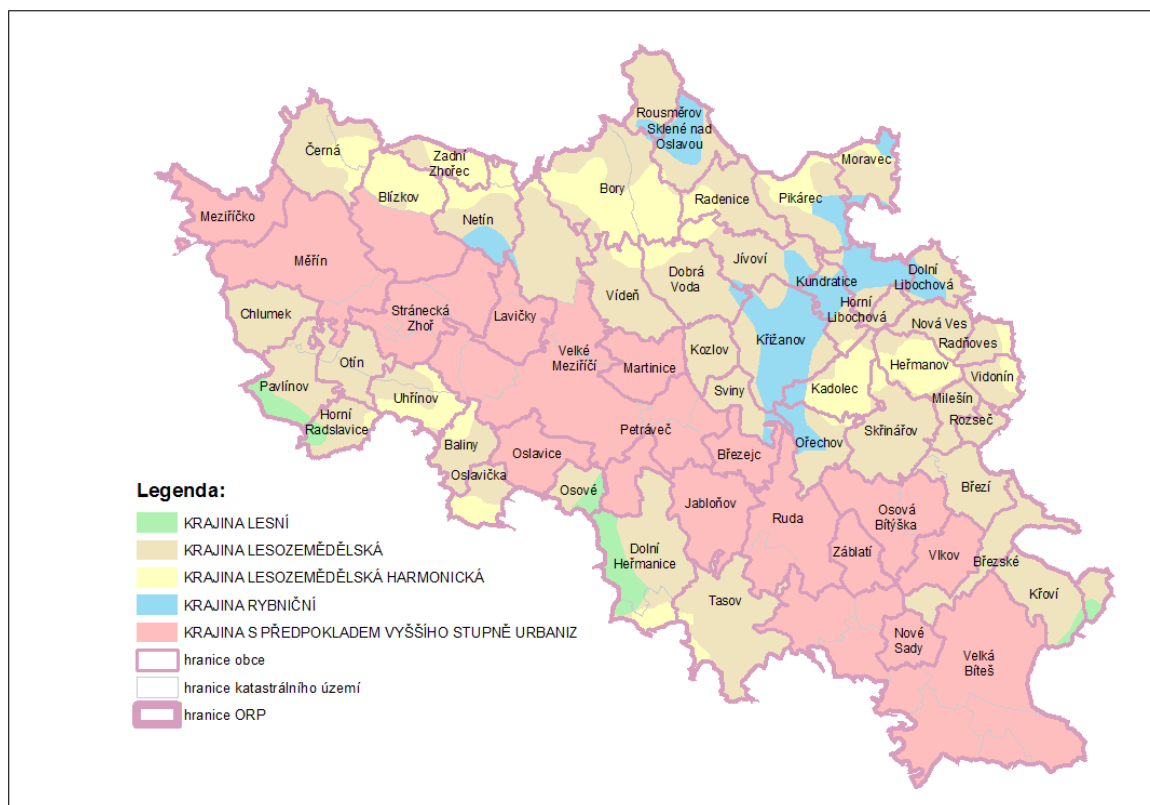 Rousměrov
Sklené nad
Oslavou
Černá
Zadní
Zhořec
Moravec
Bory
Blízkov
Radenice
Pikárec
Meziříčko
Netín
Měřín
Jívoví
Dobrá
Voda
Kundratice
Dolní
Libochová
Vídeň
Horní
Libochová
Chlumek
Stránecká
Zhoř
Lavičky
Nová Ves
Křižanov
Radňoves
Kozlov
Otín
Velké
Meziříčí
Martinice
Heřmanov
Vidonín
Pavlínov
Kadolec
Sviny
Uhřínov
Milešín
Horní
Radslavice
Rozseč
Petráveč
Ořechov
Skřinářov
Baliny
Oslavice
Březejc
Oslavička
Osové
Březí
Jabloňov
Ruda
Osová
Bítýška
Dolní
Heřmanice
Záblatí
Vlkov
Březské
Křoví
Tasov
Nové
Sady
Velká
Bíteš
Legenda:
KRAJINA LESNÍ
KRAJINA LESOZEMĚDĚLSKÁ
KRAJINA LESOZEMĚDĚLSKÁ HARMONICKÁ
KRAJINA RYBNIČNÍ
KRAJINA S PŘEDPOKLADEM VYŠŠÍHO STUPNĚ URBANIZ
hranice obce
hranice katastrálního území
hranice ORP